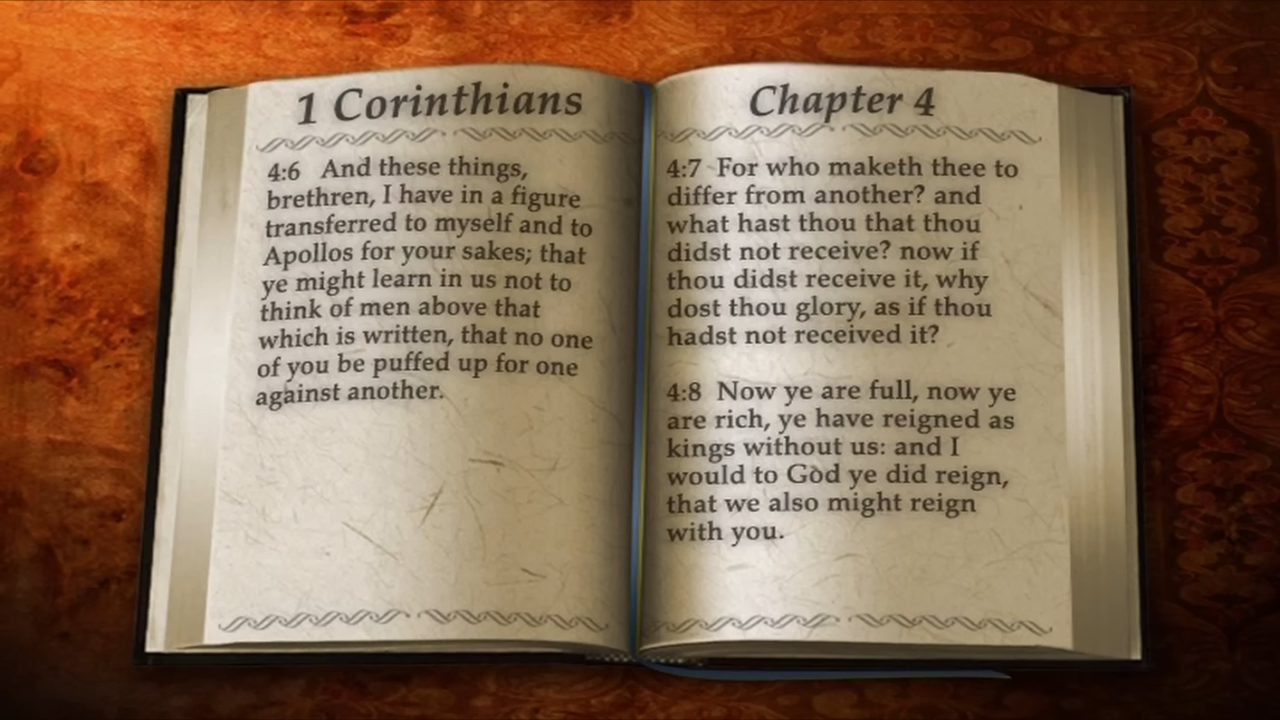 1 Corinthians
4:6 And these things,
brethren, I have in a figure
transferred to myself and to
Apollos for your sakes; that
ye might learn in us not to
think of men above that
which is written, that no one
of you be puffed up for one
against another.
Chapter 4
4:7 For who maketh thee to
differ from another? and
what hast thou that thou
didst not receive? now if
thou didst receive it, why
dost thou glory, as if thou
hadst not received it?
4:8 Now ye are full, now ye
are rich, ye have reigned as
kings without us: and I
would to God ye did reign,
that we also might reign
with you.